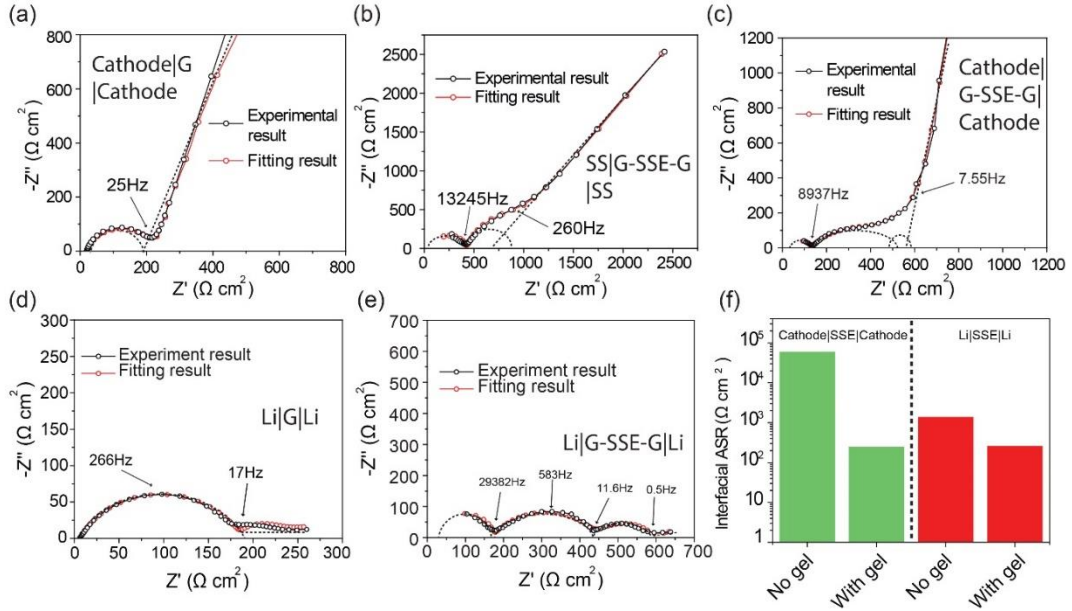 (a)
800
600
400
200
0
0 200 400 600 800
-Z" (Ω cm²)
Z' (Ω cm²)
Cathode|G
|Cathode
Experimental
result
Fitting result
25Hz
(b)
2500
2000
1500
1000
500
0
0 500 1000 1500 2000 2500
-Z" (Ω cm²)
Z' (Ω cm²)
Experimental result
Fitting result
SS|G-SSE-G
|SS
13245Hz
260Hz
(c)
1200
1000
800
600
400
200
0
0 200 400 600 800 1000 1200
-Z" (Ω cm²)
Z' (Ω cm²)
Experimental
result
Fitting result
Cathode|
G-SSE-G|
Cathode
8937Hz
7.55Hz
(d)
300
250
200
150
100
50
0
0 50 100 150 200 250 300
-Z" (Ω cm²)
Z' (Ω cm²)
Experiment result
Fitting result
Li|G|Li
266Hz
17Hz
(e)
700
600
500
400
300
200
100
0
0 100 200 300 400 500 600 700
-Z" (Ω cm²)
Z' (Ω cm²)
Experiment result
Fitting result
Li|G-SSE-G|Li
29382Hz
583Hz
11.6Hz
0.5Hz
(f)
Cathode|SSE|Cathode
Li|SSE|Li
10⁵
10⁴
10³
10²
10
1
Interfacial ASR (Ω cm²)
No gel
With gel
No gel
With gel